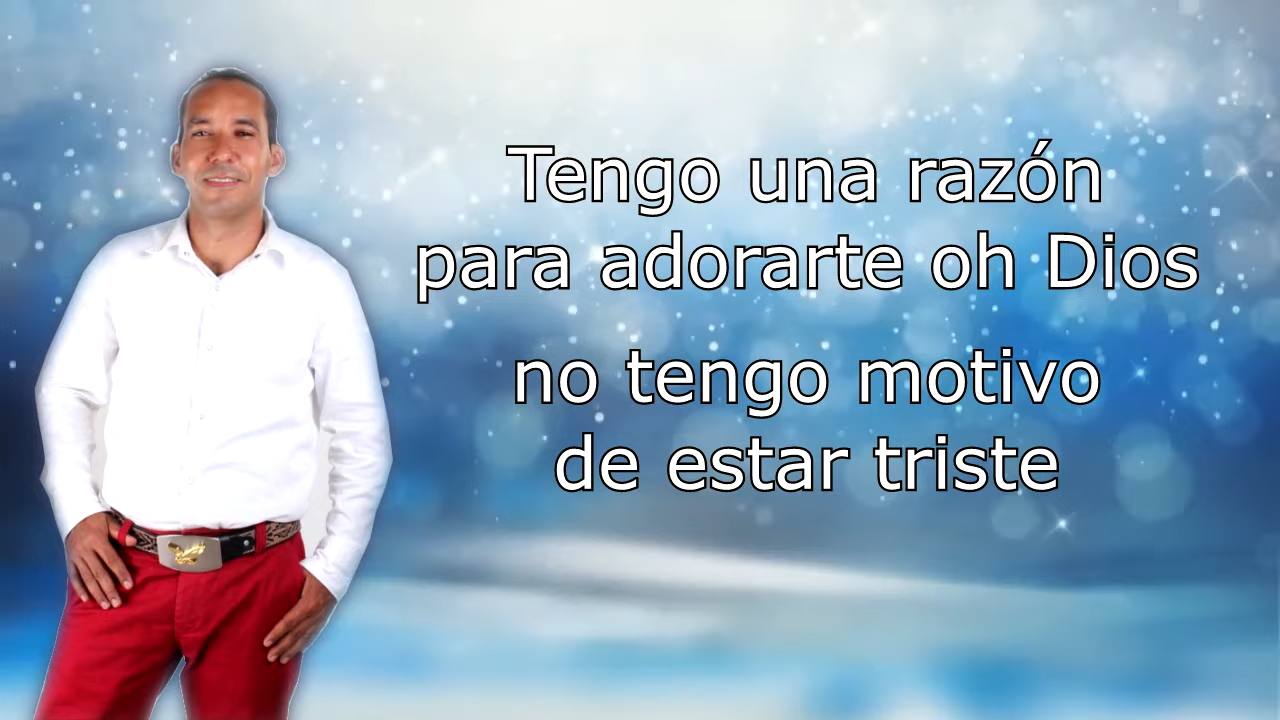 Tengo una razón
para adorarte oh Dios
no tengo motivo
de estar triste